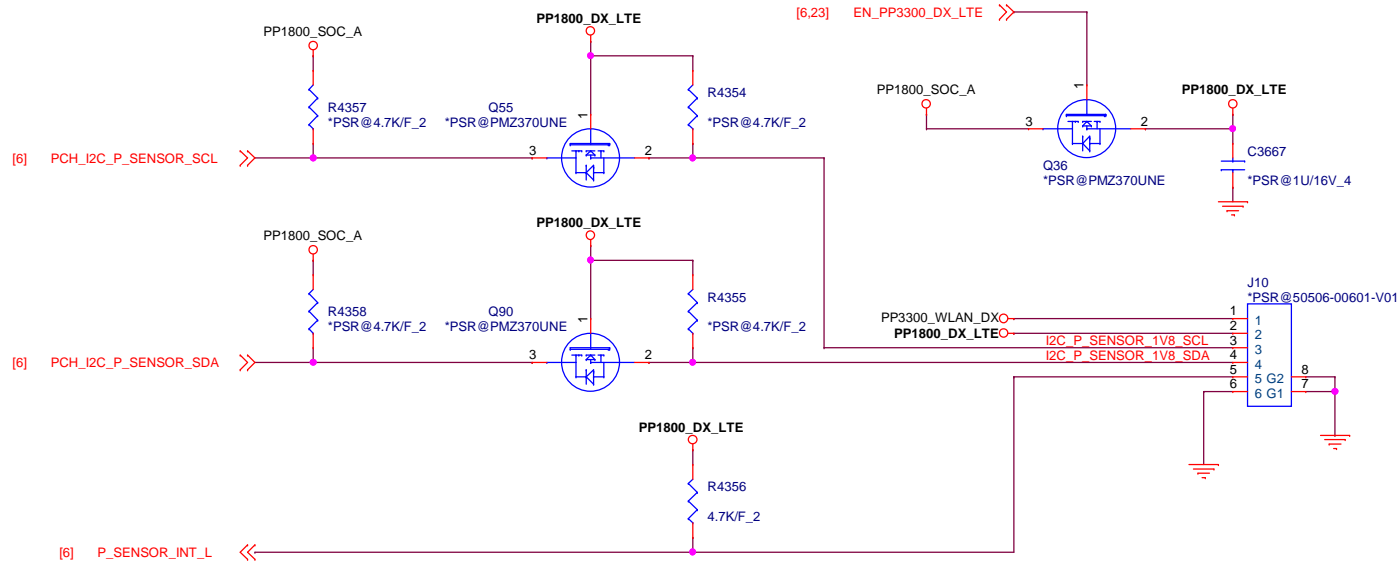 [6,23] EN_PP3300_DX_LTE
PP1800_DX_LTE
PP1800_SOC_A
R4357
*PSR@4.7K/F_2
Q55
*PSR@PMZ370UNE
1
R4354
*PSR@4.7K/F_2
3
2
[6] PCH_I2C_P_SENSOR_SCL
1
PP1800_SOC_A
PP1800_DX_LTE
3
2
Q36
*PSR@PMZ370UNE
C3667
*PSR@1U/16V_4
PP1800_DX_LTE
PP1800_SOC_A
R4358
*PSR@4.7K/F_2
Q90
*PSR@PMZ370UNE
1
R4355
*PSR@4.7K/F_2
3
2
[6] PCH_I2C_P_SENSOR_SDA
J10
*PSR@50506-00601-V01
PP3300_WLAN_DX 1 1
PP1800_DX_LTE 2 2
I2C_P_SENSOR_1V8_SCL 3 3
I2C_P_SENSOR_1V8_SDA 4 4
5 5 G2 8
6 6 G1 7
PP1800_DX_LTE
R4356
4.7K/F_2
[6] P_SENSOR_INT_L